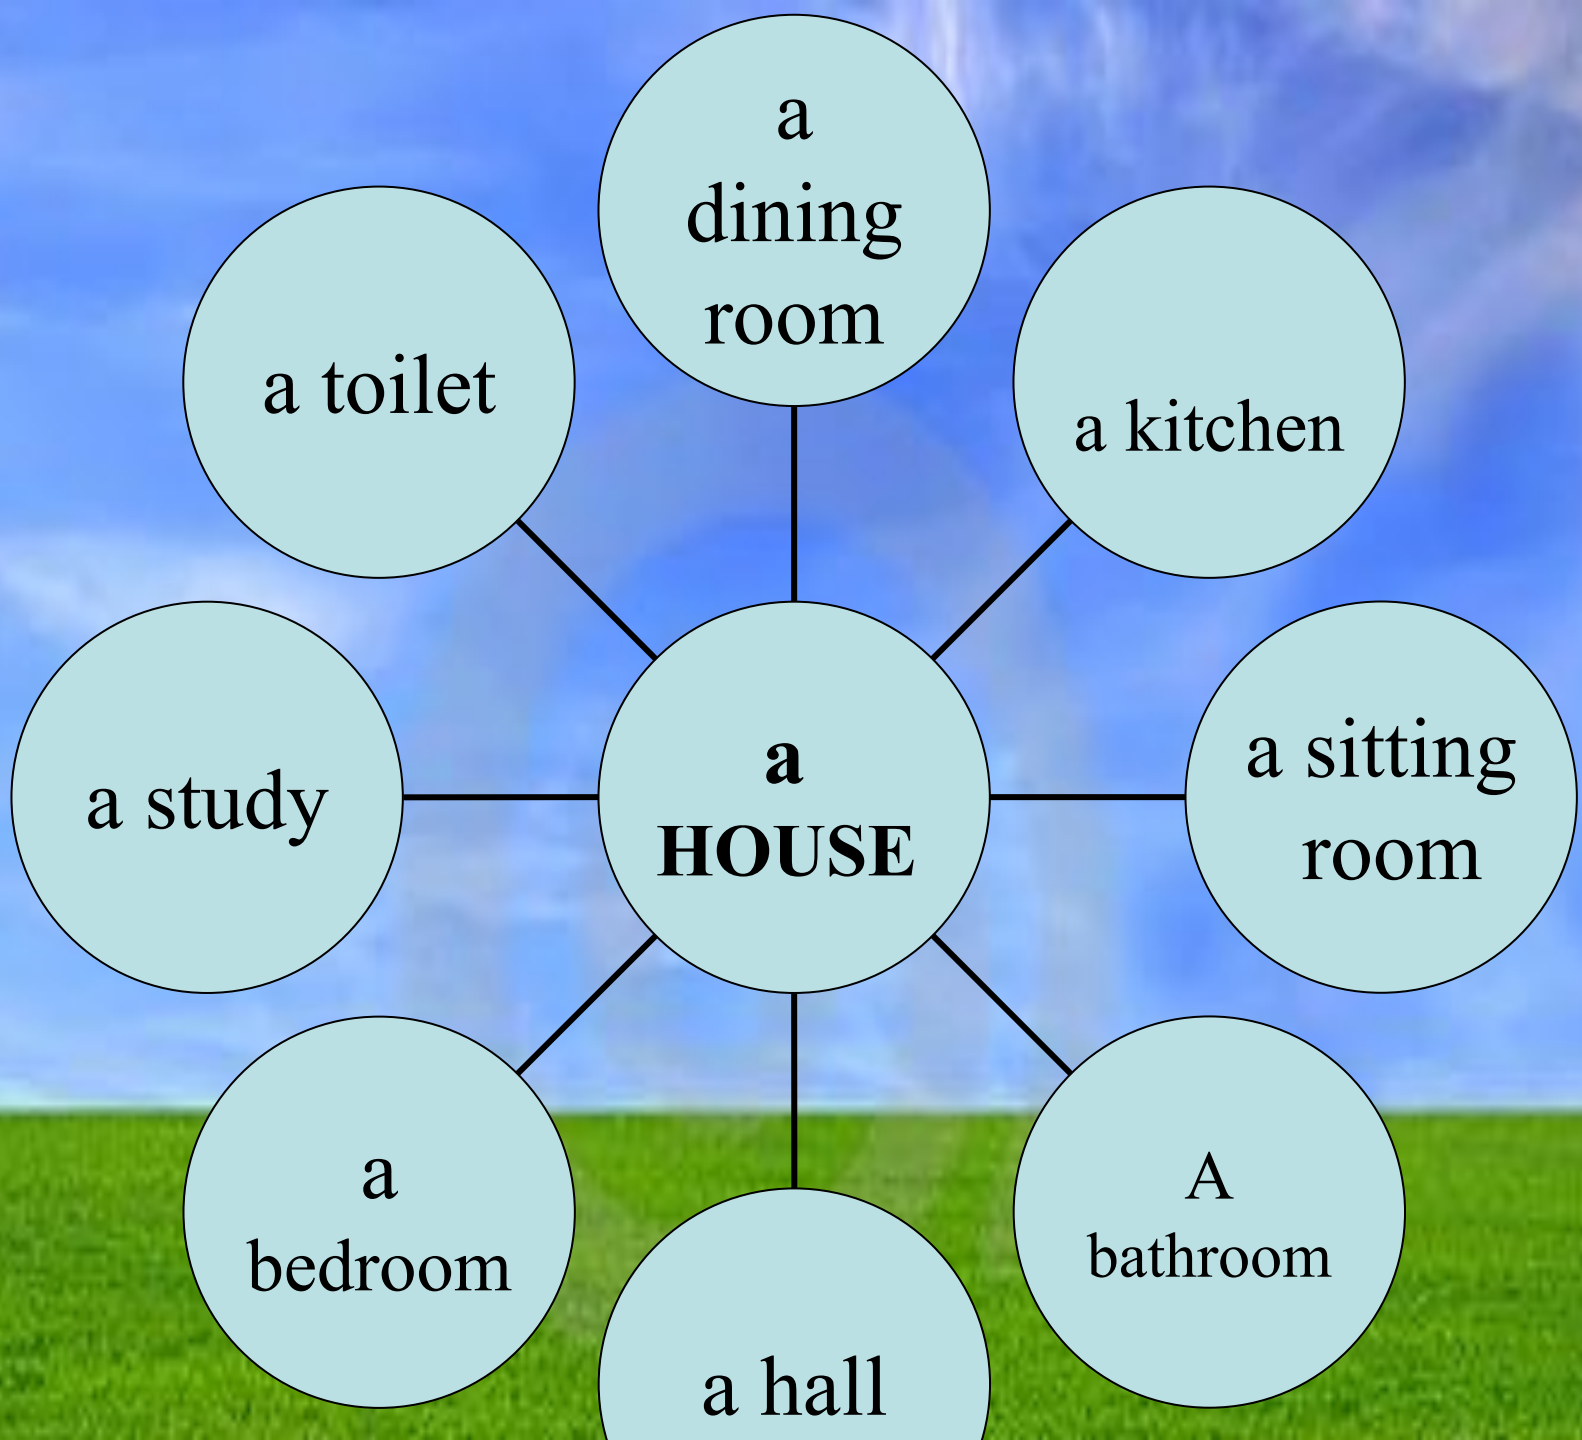 a
dining
room
a toilet
a kitchen
a study
a
HOUSE
a sitting
room
a
bedroom
A
bathroom
a hall